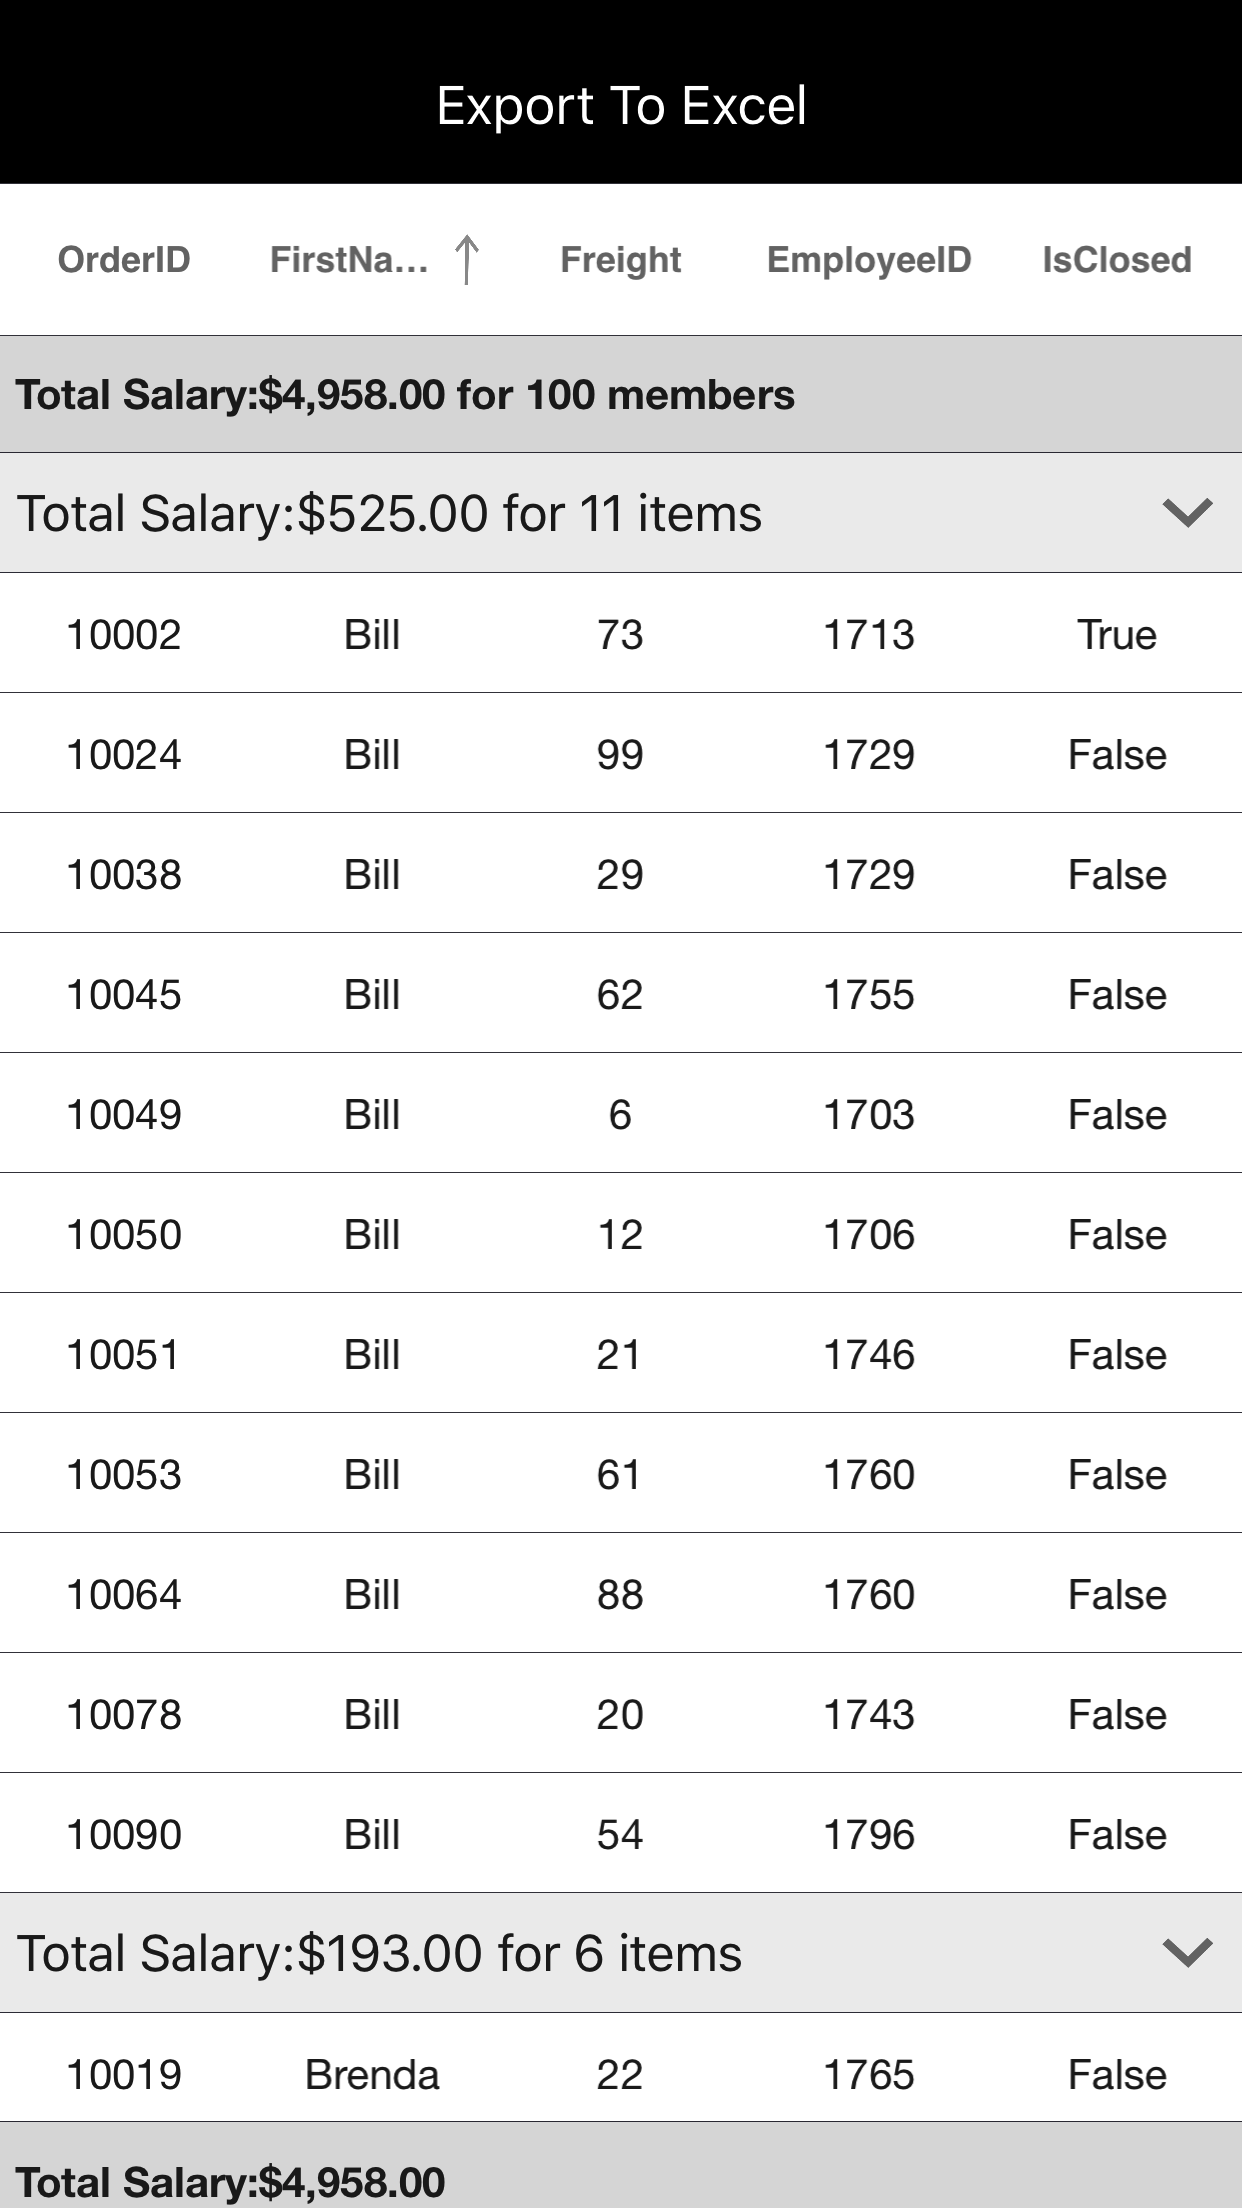 Export To Excel
OrderID FirstNa... Freight EmployeeID IsClosed
Total Salary:$4,958.00 for 100 members
Total Salary:$525.00 for 11 items
10002 Bill 73 1713 True
10024 Bill 99 1729 False
10038 Bill 29 1729 False
10045 Bill 62 1755 False
10049 Bill 6 1703 False
10050 Bill 12 1706 False
10051 Bill 21 1746 False
10053 Bill 61 1760 False
10064 Bill 88 1760 False
10078 Bill 20 1743 False
10090 Bill 54 1796 False
Total Salary:$193.00 for 6 items
10019 Brenda 22 1765 False
Total Salary:$4,958.00